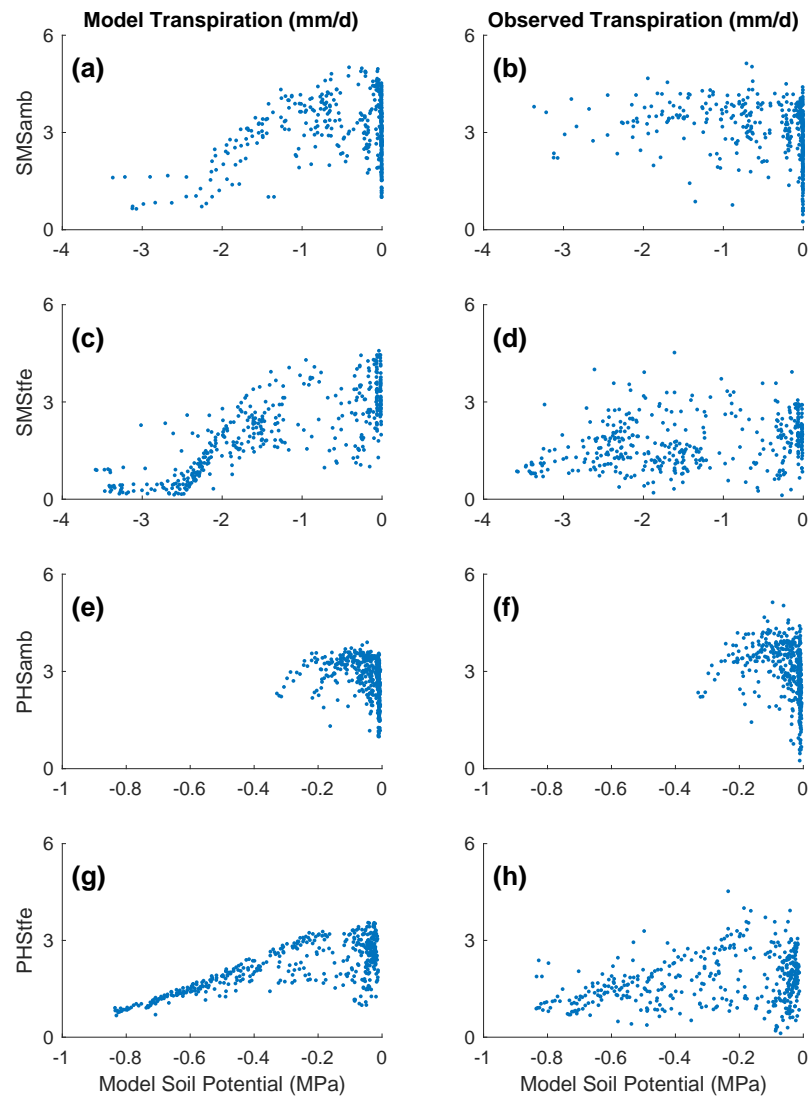 Model Transpiration (mm/d) Observed Transpiration (mm/d)
(a) (b)
SMSamb
6 3 0
-4 -3 -2 -1 0
6 3 0
-4 -3 -2 -1 0
(c) (d)
SMStfe
6 3 0
-4 -3 -2 -1 0
6 3 0
-4 -3 -2 -1 0
(e) (f)
PHSamb
6 3 0
-1 -0.8 -0.6 -0.4 -0.2 0
6 3 0
-1 -0.8 -0.6 -0.4 -0.2 0
(g) (h)
PHStfe
6 3 0
-1 -0.8 -0.6 -0.4 -0.2 0
6 3 0
-1 -0.8 -0.6 -0.4 -0.2 0
Model Soil Potential (MPa) Model Soil Potential (MPa)